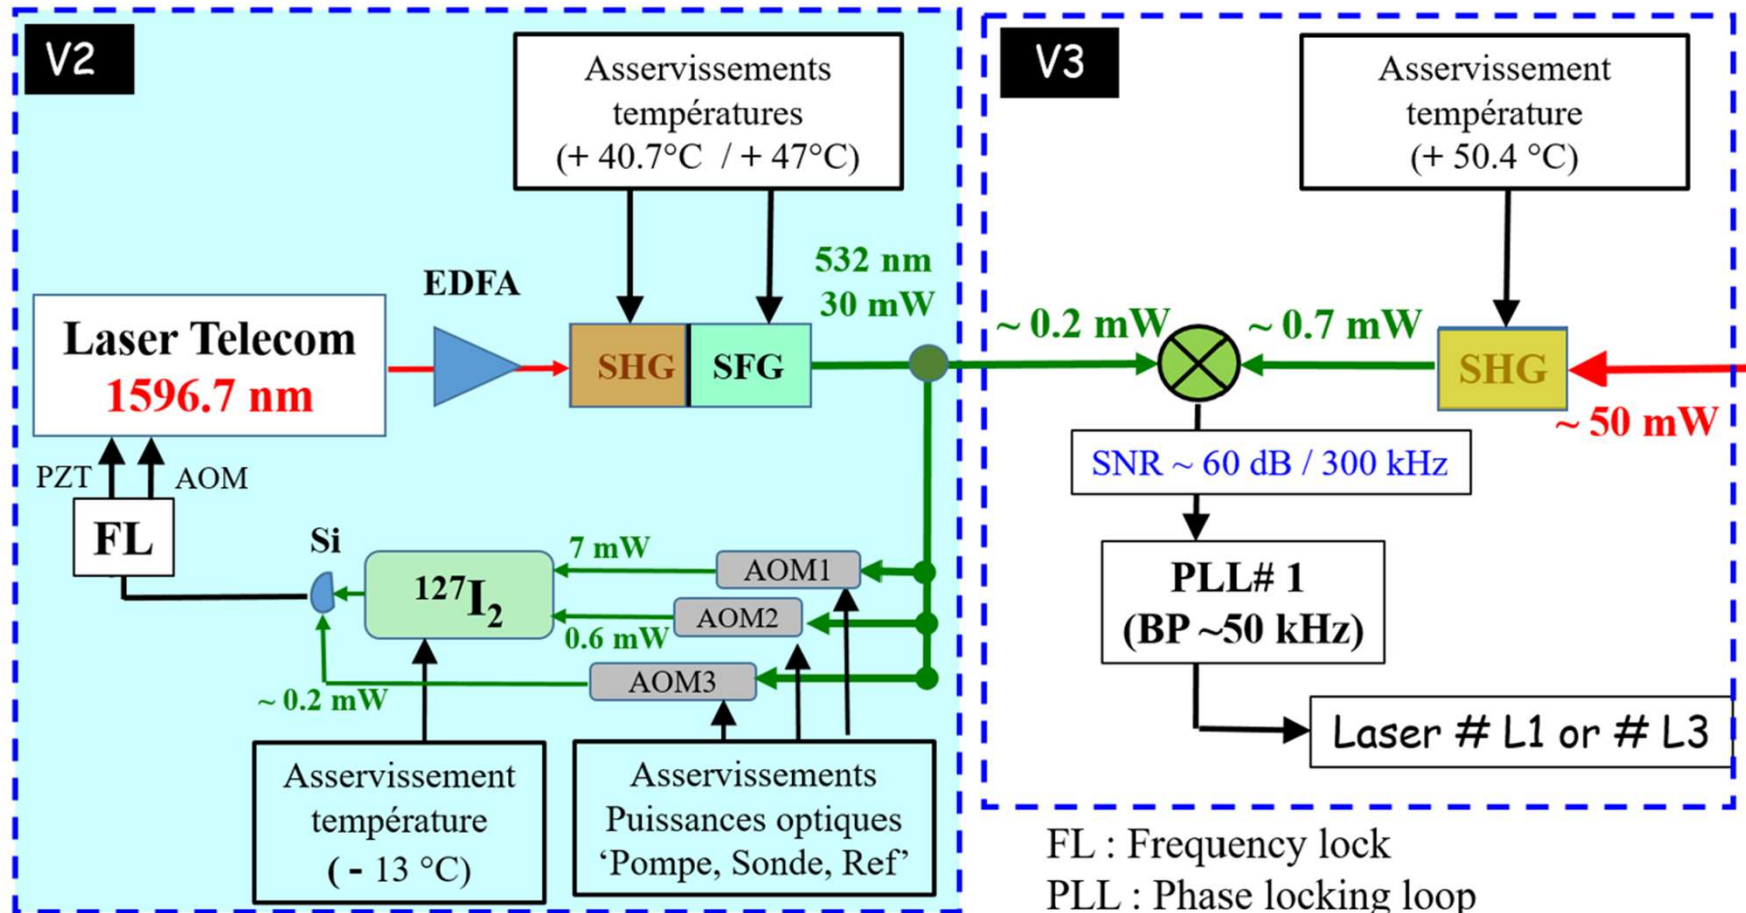 V2
Asservissements
températures
(+ 40.7°C / + 47°C)
532 nm
30 mW
EDFA
Laser Telecom
1596.7 nm
SHG
SFG
PZT
AOM
FL
Si
127I2
7 mW
0.6 mW
~ 0.2 mW
AOM1
AOM2
AOM3
Asservissement
température
( - 13 °C)
Asservissements
Puissances optiques
‘Pompe, Sonde, Ref’
V3
Asservissement
température
(+ 50.4 °C)
~ 0.2 mW
~ 0.7 mW
SHG
~ 50 mW
SNR ~ 60 dB / 300 kHz
PLL# 1
(BP ~50 kHz)
Laser # L1 or # L3
FL : Frequency lock
PLL : Phase locking loop